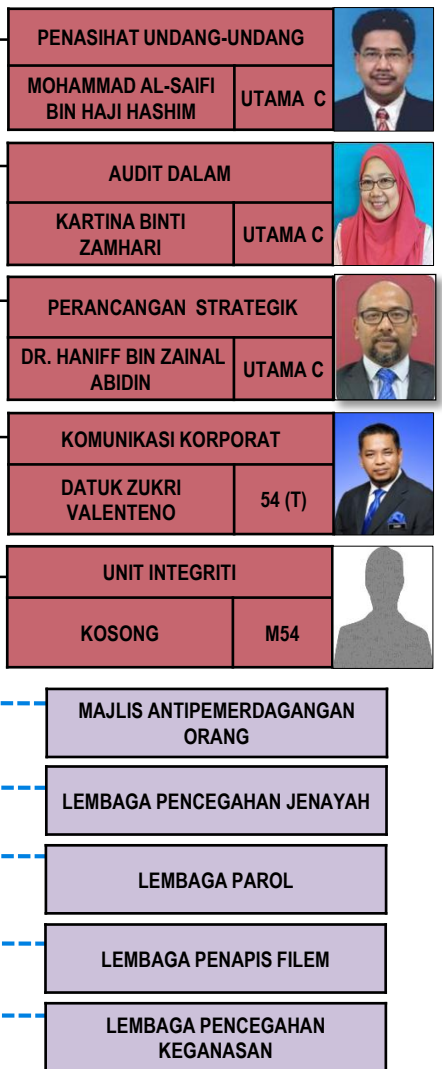 PENASIHAT UNDANG-UNDANG
MOHAMMAD AL-SAIFI
BIN HAJI HASHIM
UTAMA C
AUDIT DALAM
KARTINA BINTI
ZAMHARI
UTAMA C
PERANCANGAN STRATEGIK
DR. HANIFF BIN ZAINAL
ABIDIN
UTAMA C
KOMUNIKASI KORPORAT
DATUK ZUKRI
VALENTENO
54 (T)
UNIT INTEGRITI
KOSONG
M54
MAJLIS ANTIPEMERDAGANGAN
ORANG
LEMBAGA PENCEGAHAN JENAYAH
LEMBAGA PAROL
LEMBAGA PENAPIS FILEM
LEMBAGA PENCEGAHAN
KEGANASAN